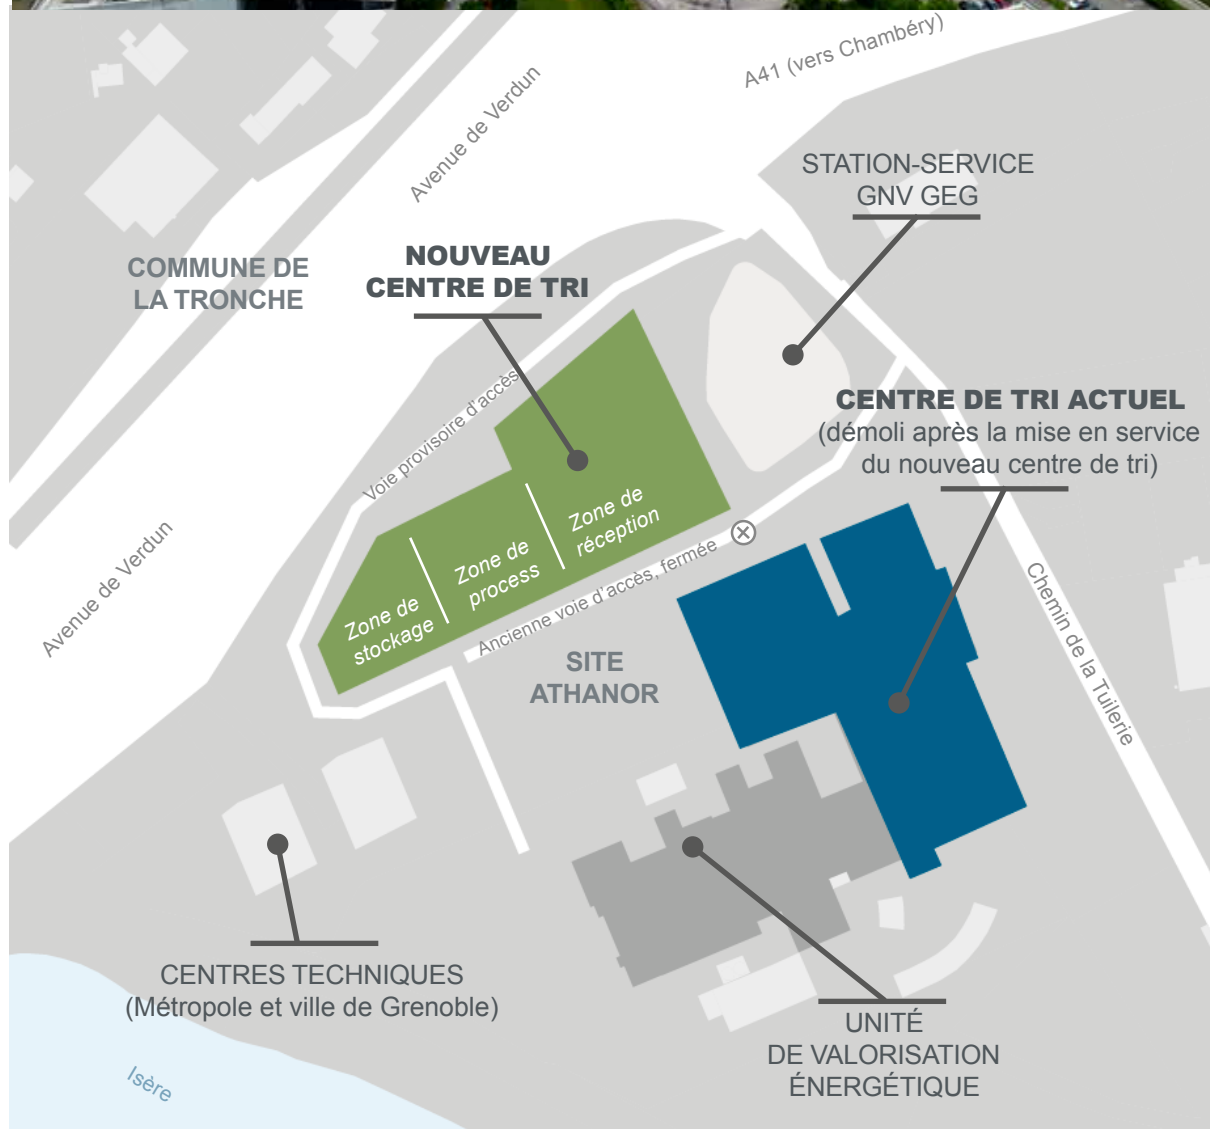 A41 (vers Chambéry)
Avenue de Verdun
STATION-SERVICE
GNV GEG
COMMUNE DE
LA TRONCHE
NOUVEAU
CENTRE DE TRI
Voie provisoire d'accès
CENTRE DE TRI ACTUEL
(démoli après la mise en service
du nouveau centre de tri)
Zone de
réception
Zone de
process
Zone de
stockage
Ancienne voie d'accès, fermée
Avenue de Verdun
Chemin de la Tuilerie
SITE
ATHANOR
CENTRES TECHNIQUES
(Métropole et ville de Grenoble)
UNITÉ
DE VALORISATION
ÉNERGÉTIQUE
Isère